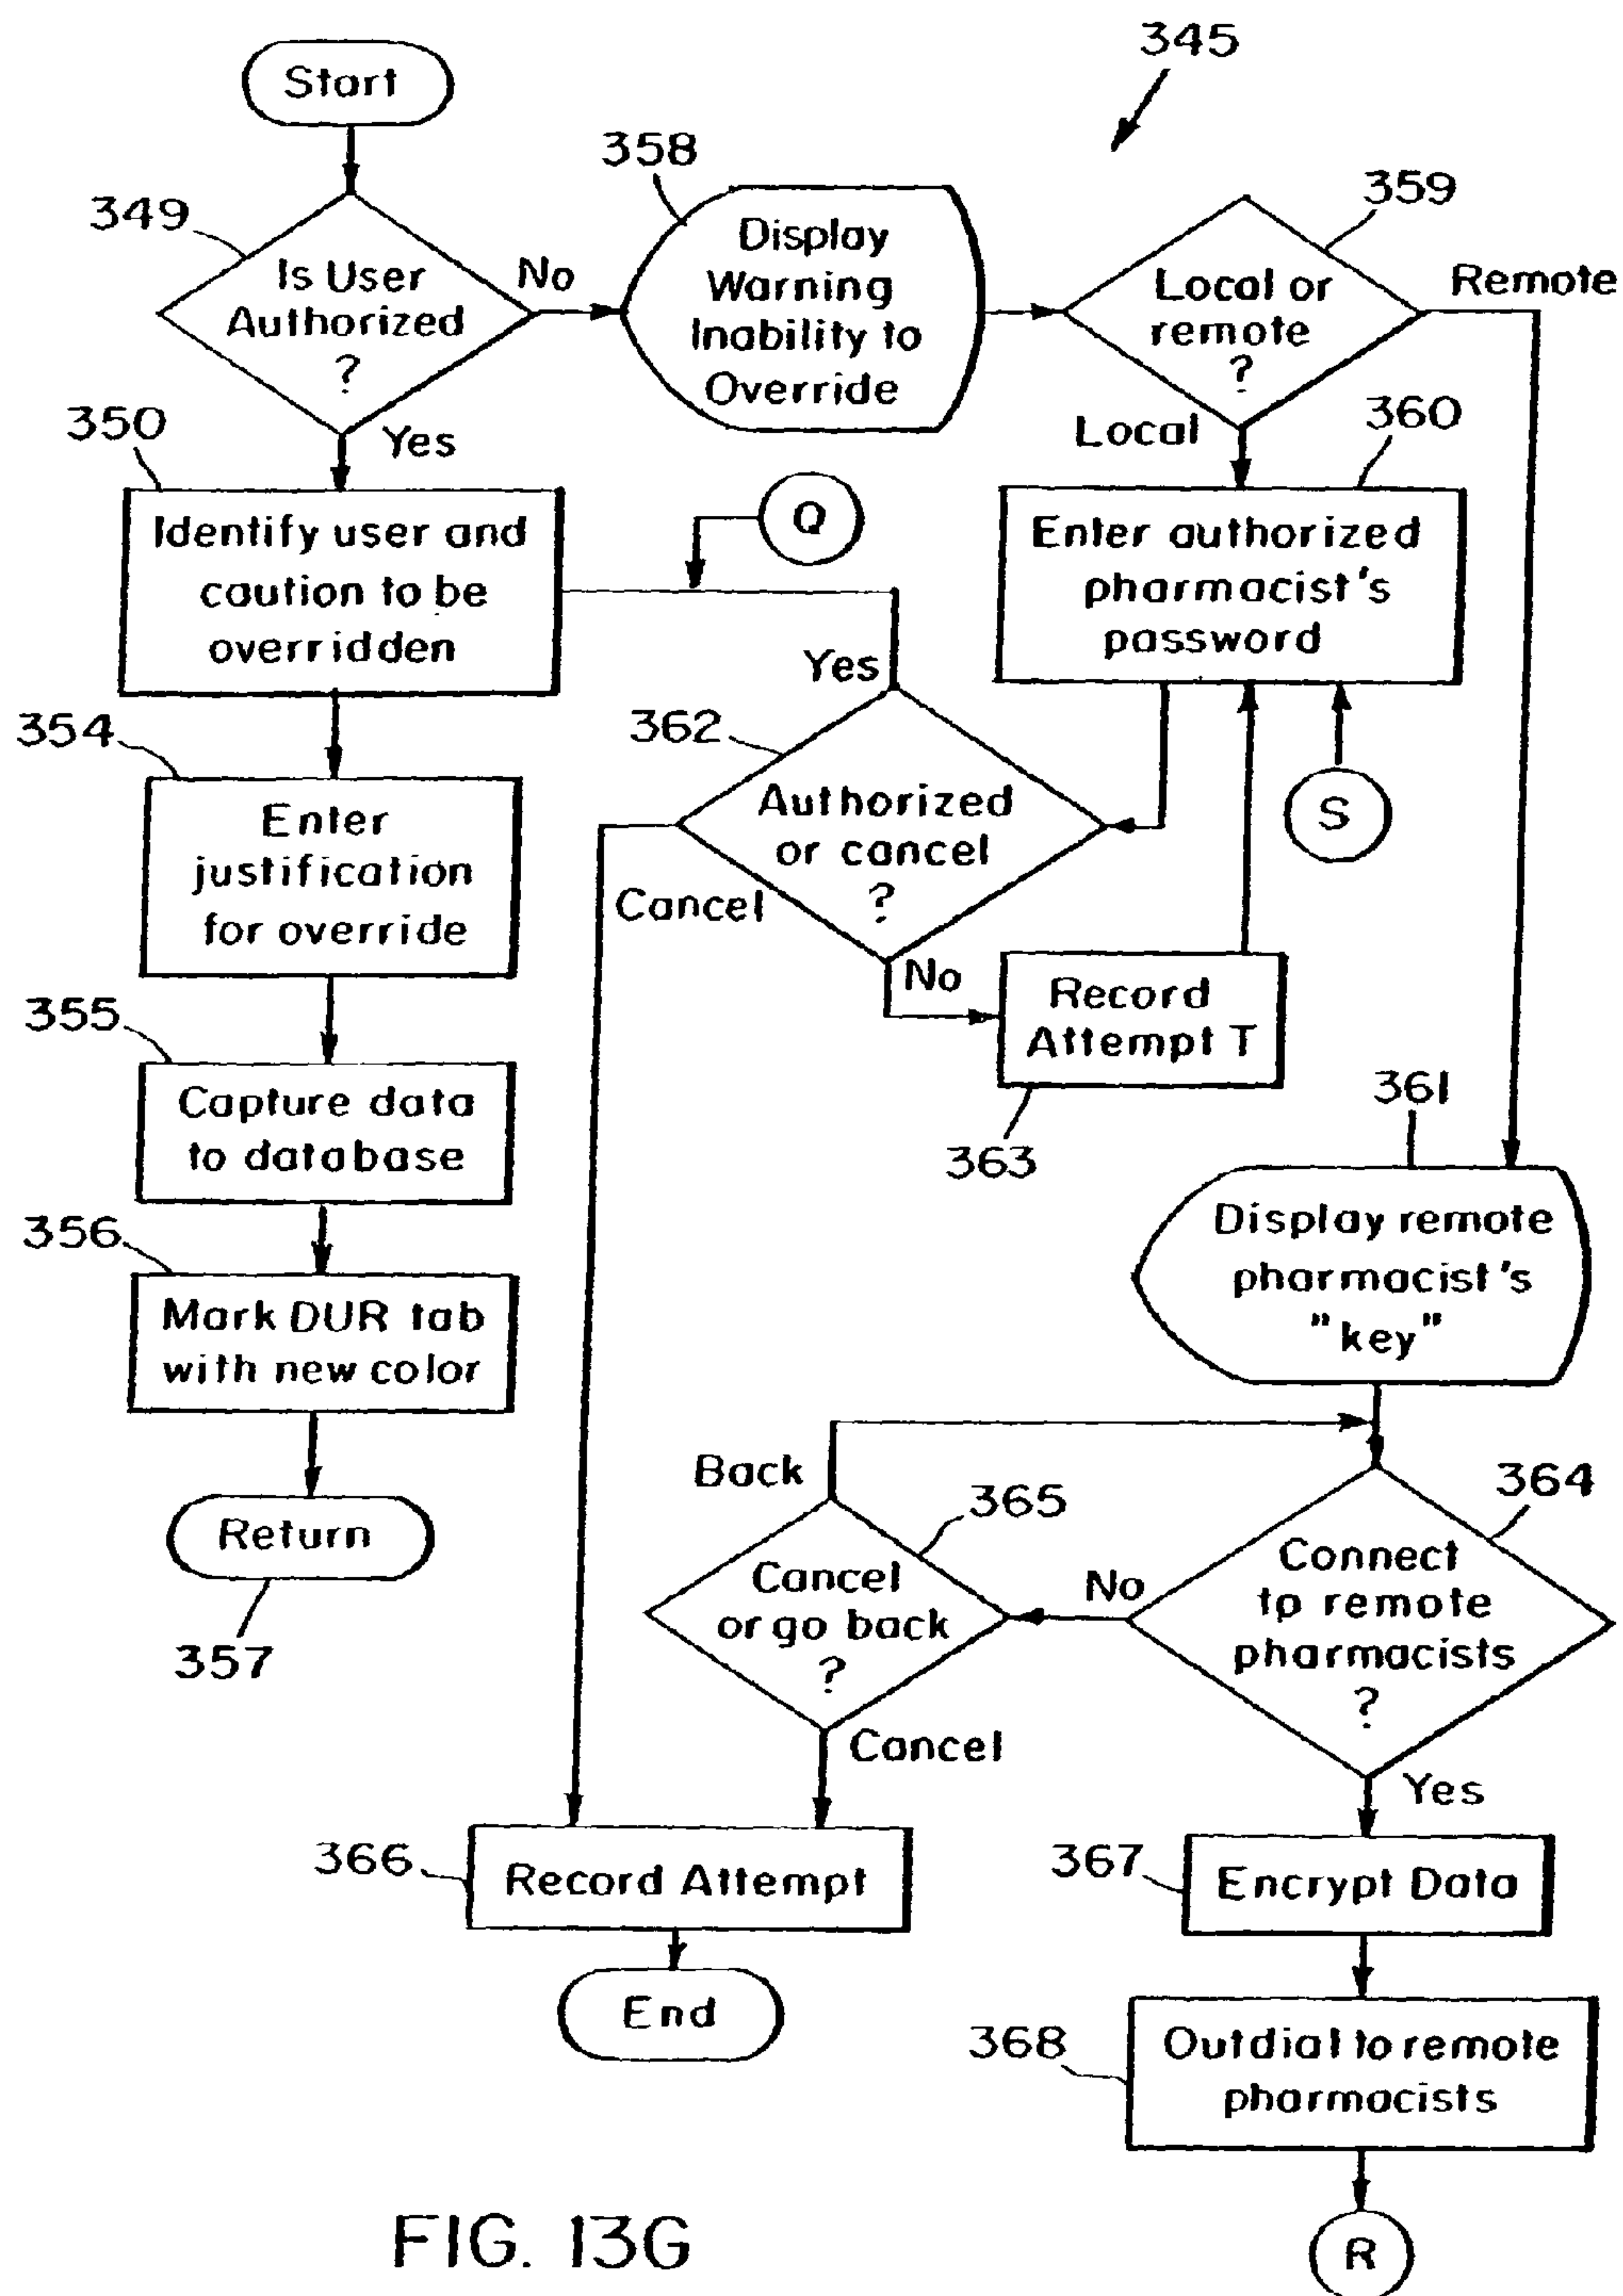 345
Start
358
359
349
Is User
Authorized
?
No
Display
Warning
Inability to
Override
Local or
remote
?
Remote
Yes
Local
350
360
Identify user and
caution to be
overridden
Q
Enter authorized
pharmacist's
password
Yes
354
362
Enter
justification
for override
Authorized
or cancel
?
S
Cancel
No
Record
Attempt T
363
355
Capture data
to database
361
Display remote
pharmacist's
"key"
356
Mark DUR tab
with new color
Back
365
364
Return
357
Cancel
or go back
?
No
Connect
to remote
pharmacists
?
Cancel
Yes
366
Record Attempt
367
Encrypt Data
End
368
Outdial to remote
pharmacists
R
FIG. 13G